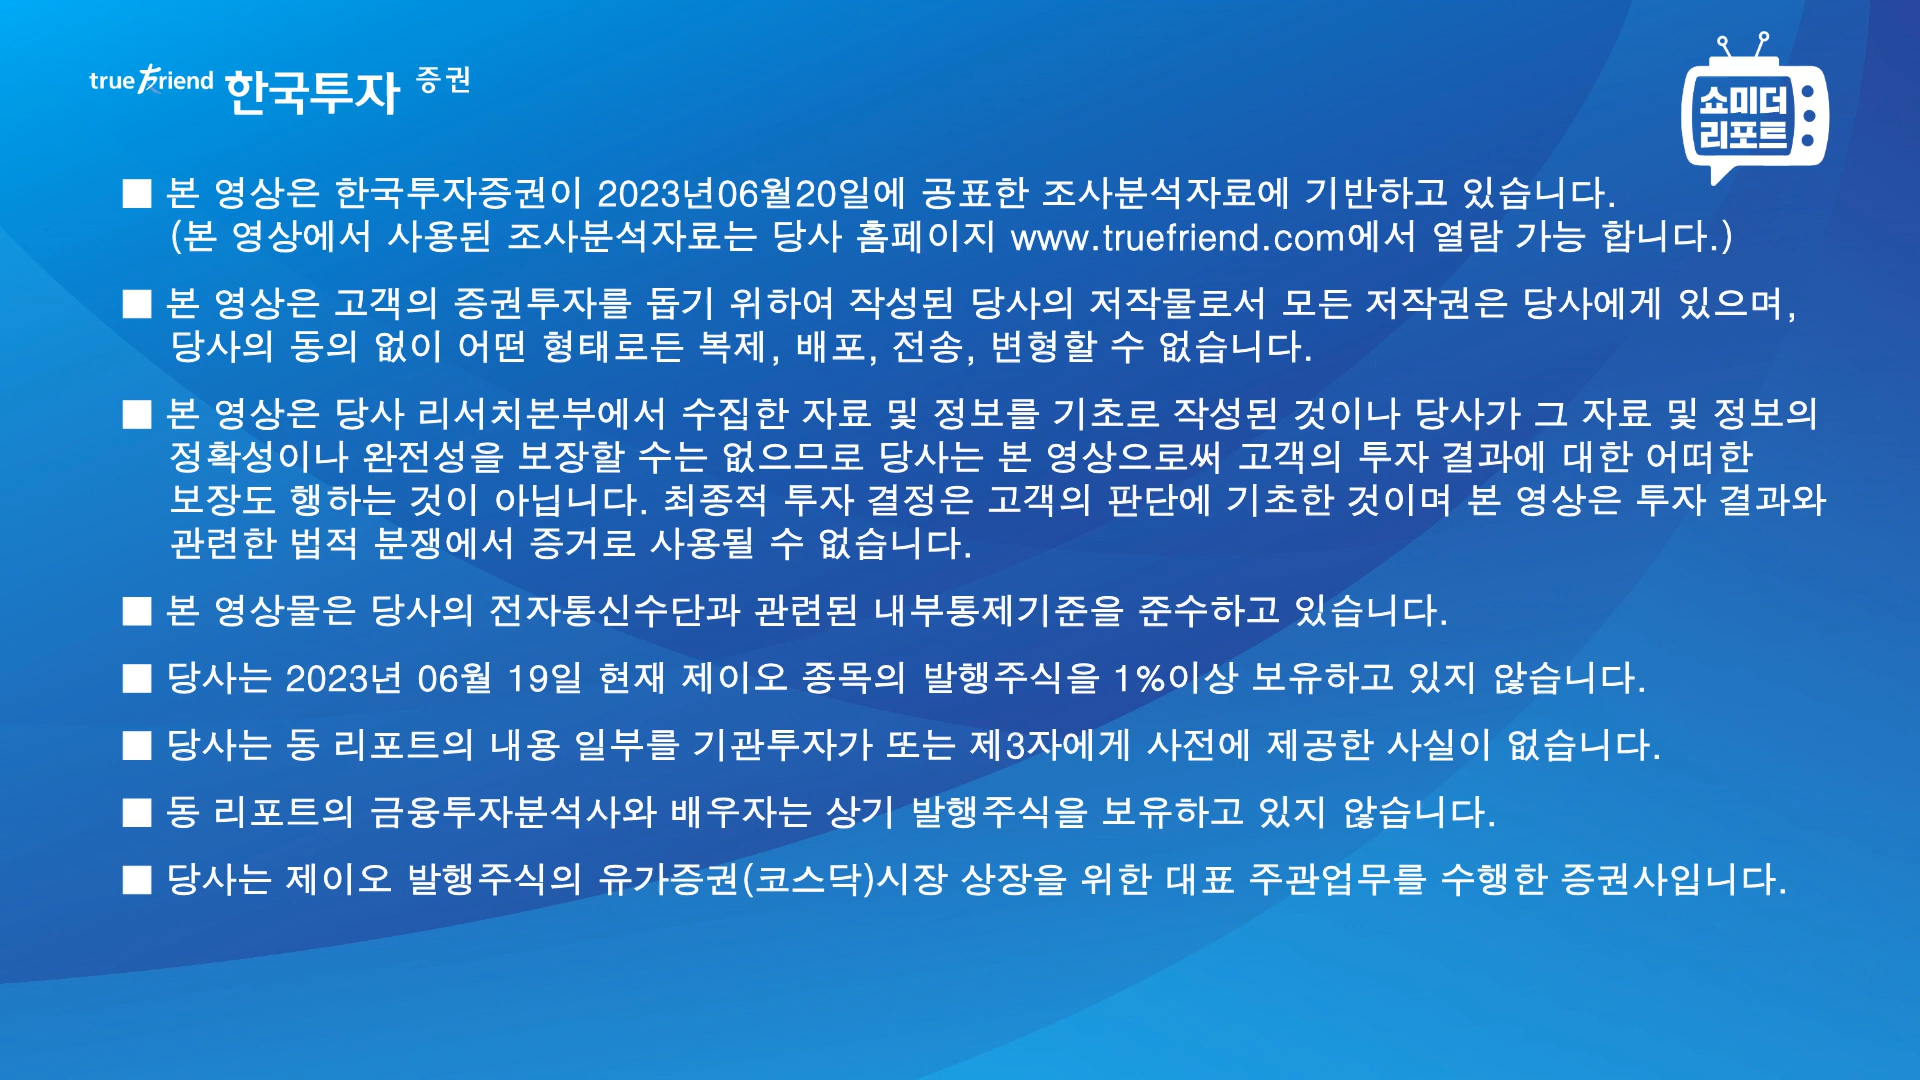 true friend 한국투자 증권
쇼미더
리포트
■ 본 영상은 한국투자증권이 2023년06월20일에 공표한 조사분석자료에 기반하고 있습니다.
(본 영상에서 사용된 조사분석자료는 당사 홈페이지 www.truefriend.com에서 열람 가능 합니다.)
■ 본 영상은 고객의 증권투자를 돕기 위하여 작성된 당사의 저작물로서 모든 저작권은 당사에게 있으며,
당사의 동의 없이 어떤 형태로든 복제, 배포, 전송, 변형할 수 없습니다.
■ 본 영상은 당사 리서치본부에서 수집한 자료 및 정보를 기초로 작성된 것이나 당사가 그 자료 및 정보의
정확성이나 완전성을 보장할 수는 없으므로 당사는 본 영상으로써 고객의 투자 결과에 대한 어떠한
보장도 행하는 것이 아닙니다. 최종적 투자 결정은 고객의 판단에 기초한 것이며 본 영상은 투자 결과와
관련한 법적 분쟁에서 증거로 사용될 수 없습니다.
■ 본 영상물은 당사의 전자통신수단과 관련된 내부통제기준을 준수하고 있습니다.
■ 당사는 2023년 06월 19일 현재 제이오 종목의 발행주식을 1%이상 보유하고 있지 않습니다.
■ 당사는 동 리포트의 내용 일부를 기관투자가 또는 제3자에게 사전에 제공한 사실이 없습니다.
■ 동 리포트의 금융투자분석사와 배우자는 상기 발행주식을 보유하고 있지 않습니다.
■ 당사는 제이오 발행주식의 유가증권(코스닥)시장 상장을 위한 대표 주관업무를 수행한 증권사입니다.